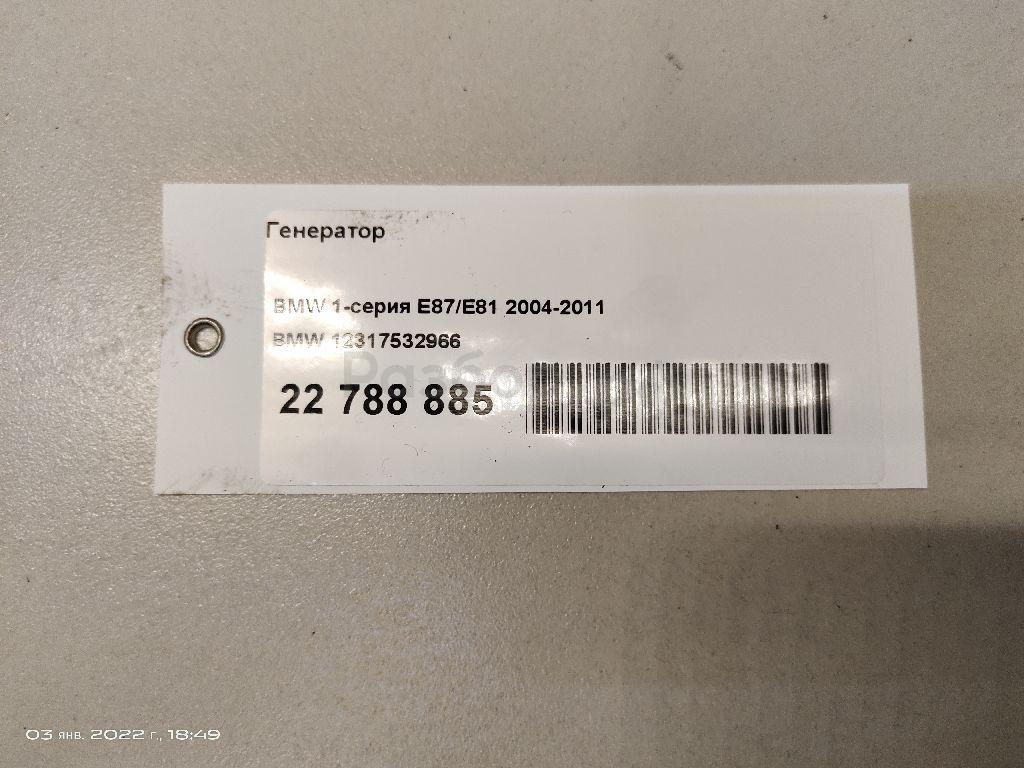 Генератор
BMW 1-серия E87/E81 2004-2011
BMW 12317532966
22 788 885
03 янв. 2022 г., 18:49